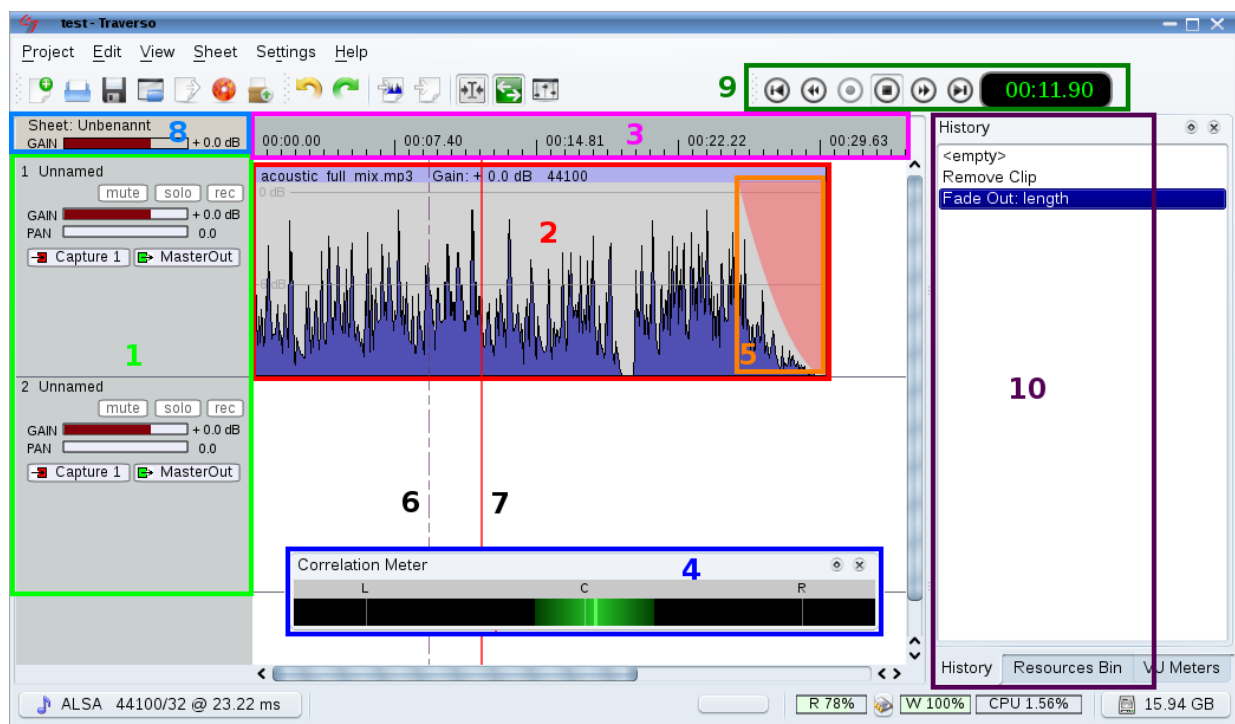 test - Traverso
Project Edit View Sheet Settings Help
9 00:11.90
Sheet: Unbenannt 8
GAIN + 0.0 dB
00:00.00 00:07.40 00:14.81 3 00:22.22 00:29.63
History
<empty>
Remove Clip
Fade Out: length
1 Unnamed
mute solo rec
GAIN + 0.0 dB
PAN 0.0
Capture 1 MasterOut
acoustic_full_mix.mp3 Gain: + 0.0 dB 44100
0 dB
2
-6 dB
1
5
10
2 Unnamed
mute solo rec
GAIN + 0.0 dB
PAN 0.0
Capture 1 MasterOut
6 7
Correlation Meter 4
L C R
History Resources Bin VU Meters
ALSA 44100/32 @ 23.22 ms R 78% W 100% CPU 1.56% 15.94 GB